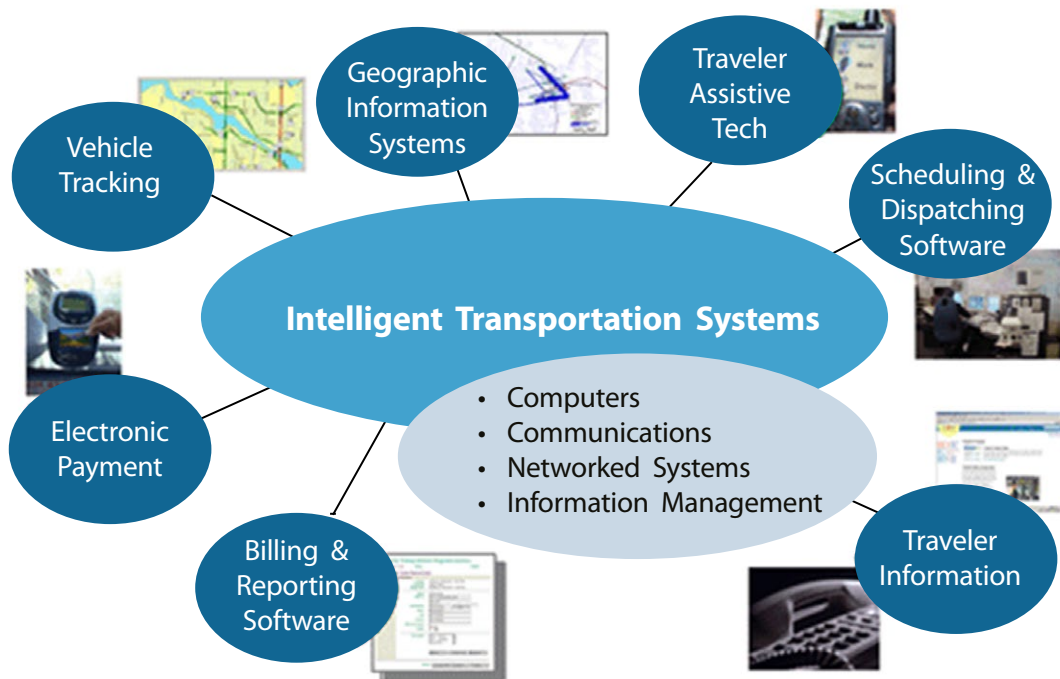 Geographic
Information
Systems
Traveler
Assistive
Tech
Vehicle
Tracking
Scheduling &
Dispatching
Software
Intelligent Transportation Systems
• Computers
• Communications
• Networked Systems
• Information Management
Electronic
Payment
Billing &
Reporting
Software
Traveler
Information